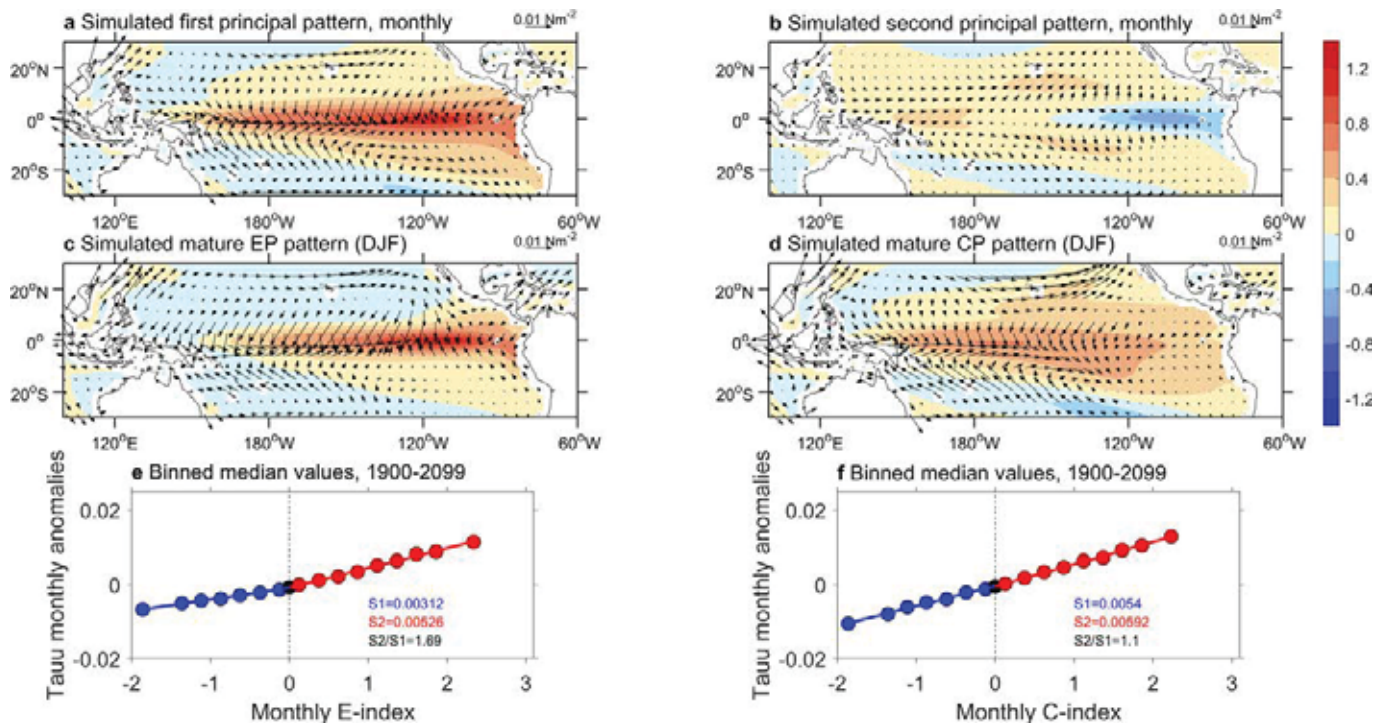 a Simulated first principal pattern, monthly 0.01 Nm-2
b Simulated second principal pattern, monthly 0.01 Nm-2
20°N
0°
20°S
120°E 180°W 120°W 60°W
20°N
0°
20°S
120°E 180°W 120°W 60°W
1.2
0.8
0.4
0
-0.4
-0.8
-1.2
c Simulated mature EP pattern (DJF) 0.01 Nm-2
d Simulated mature CP pattern (DJF) 0.01 Nm-2
20°N
0°
20°S
120°E 180°W 120°W 60°W
20°N
0°
20°S
120°E 180°W 120°W 60°W
e Binned median values, 1900-2099
Tauu monthly anomalies
0.02
0
-0.02
S1=0.00312
S2=0.00526
S2/S1=1.69
-2 -1 0 1 2 3
Monthly E-index
f Binned median values, 1900-2099
Tauu monthly anomalies
0.02
0
-0.02
S1=0.0054
S2=0.00592
S2/S1=1.1
-2 -1 0 1 2 3
Monthly C-index